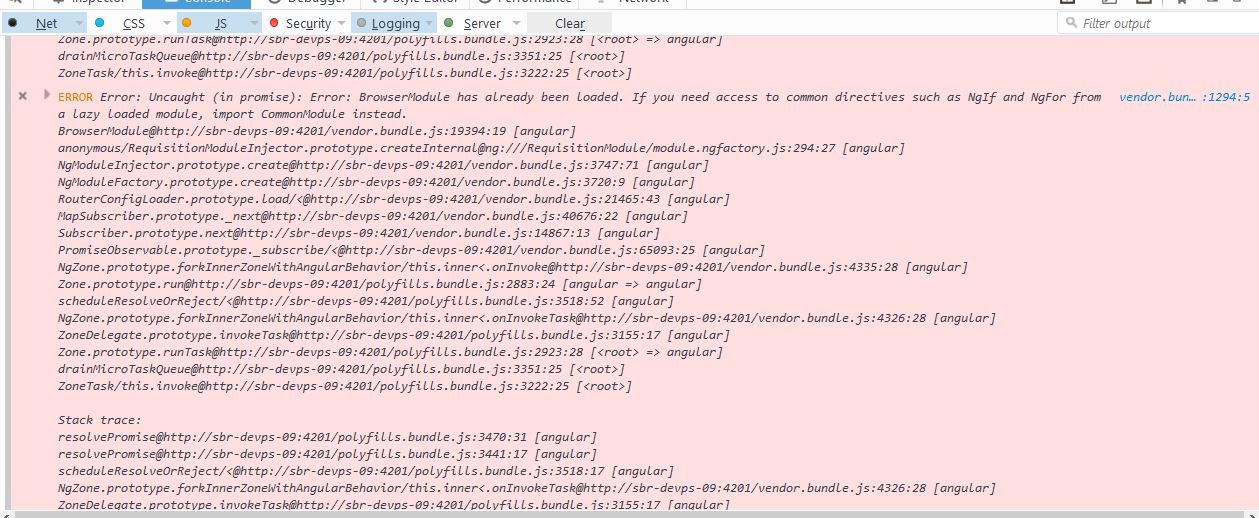 Inspector Console Debugger Style Editor Performance Network
Net CSS JS Security Logging Server Clear Filter output
Zone.prototype.runTask@http://sbr-devps-09:4201/polyfills.bundle.js:2923:28 [<root> => angular]
drainMicroTaskQueue@http://sbr-devps-09:4201/polyfills.bundle.js:3351:25 [<root>]
ZoneTask/this.invoke@http://sbr-devps-09:4201/polyfills.bundle.js:3222:25 [<root>]
ERROR Error: Uncaught (in promise): Error: BrowserModule has already been loaded. If you need access to common directives such as NgIf and NgFor from vendor.bun… :1294:5
a lazy loaded module, import CommonModule instead.
BrowserModule@http://sbr-devps-09:4201/vendor.bundle.js:19394:19 [angular]
anonymous/RequisitionModuleInjector.prototype.createInternal@ng:///RequisitionModule/module.ngfactory.js:294:27 [angular]
NgModuleInjector.prototype.create@http://sbr-devps-09:4201/vendor.bundle.js:3747:71 [angular]
NgModuleFactory.prototype.create@http://sbr-devps-09:4201/vendor.bundle.js:3720:9 [angular]
RouterConfigLoader.prototype.load/<@http://sbr-devps-09:4201/vendor.bundle.js:21465:43 [angular]
MapSubscriber.prototype._next@http://sbr-devps-09:4201/vendor.bundle.js:40676:22 [angular]
Subscriber.prototype.next@http://sbr-devps-09:4201/vendor.bundle.js:14867:13 [angular]
PromiseObservable.prototype._subscribe/<@http://sbr-devps-09:4201/vendor.bundle.js:65093:25 [angular]
NgZone.prototype.forkInnerZoneWithAngularBehavior/this.inner<.onInvoke@http://sbr-devps-09:4201/vendor.bundle.js:4335:28 [angular]
Zone.prototype.run@http://sbr-devps-09:4201/polyfills.bundle.js:2883:24 [angular => angular]
scheduleResolveOrReject/<@http://sbr-devps-09:4201/polyfills.bundle.js:3518:52 [angular]
NgZone.prototype.forkInnerZoneWithAngularBehavior/this.inner<.onInvokeTask@http://sbr-devps-09:4201/vendor.bundle.js:4326:28 [angular]
ZoneDelegate.prototype.invokeTask@http://sbr-devps-09:4201/polyfills.bundle.js:3155:17 [angular]
Zone.prototype.runTask@http://sbr-devps-09:4201/polyfills.bundle.js:2923:28 [<root> => angular]
drainMicroTaskQueue@http://sbr-devps-09:4201/polyfills.bundle.js:3351:25 [<root>]
ZoneTask/this.invoke@http://sbr-devps-09:4201/polyfills.bundle.js:3222:25 [<root>]
Stack trace:
resolvePromise@http://sbr-devps-09:4201/polyfills.bundle.js:3470:31 [angular]
resolvePromise@http://sbr-devps-09:4201/polyfills.bundle.js:3441:17 [angular]
scheduleResolveOrReject/<@http://sbr-devps-09:4201/polyfills.bundle.js:3518:17 [angular]
NgZone.prototype.forkInnerZoneWithAngularBehavior/this.inner<.onInvokeTask@http://sbr-devps-09:4201/vendor.bundle.js:4326:28 [angular]
ZoneDelegate.prototype.invokeTask@http://sbr-devps-09:4201/polyfills.bundle.js:3155:17 [angular]